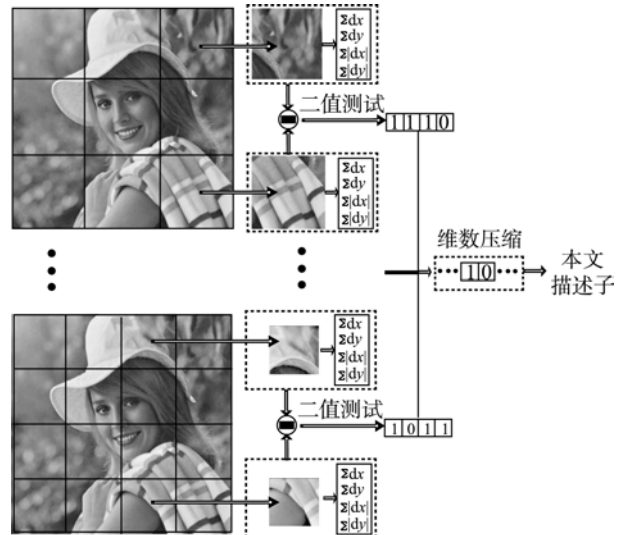 Σdx
Σdy
Σ|dx|
Σ|dy|
二值测试
1 1 1 0
Σdx
Σdy
Σ|dx|
Σ|dy|
维数压缩
1 0
本文
描述子
Σdx
Σdy
Σ|dx|
Σ|dy|
二值测试
1 0 1 1
Σdx
Σdy
Σ|dx|
Σ|dy|